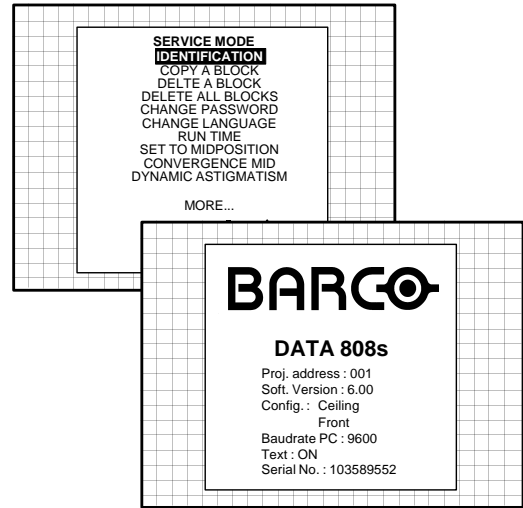 SERVICE MODE
IDENTIFICATION
COPY A BLOCK
DELTE A BLOCK
DELETE ALL BLOCKS
CHANGE PASSWORD
CHANGE LANGUAGE
RUN TIME
SET TO MIDPOSITION
CONVERGENCE MID
DYNAMIC ASTIGMATISM
MORE...
BARCO
DATA 808s
Proj. address : 001
Soft. Version : 6.00
Config. : Ceiling
Front
Baudrate PC : 9600
Text : ON
Serial No. : 103589552